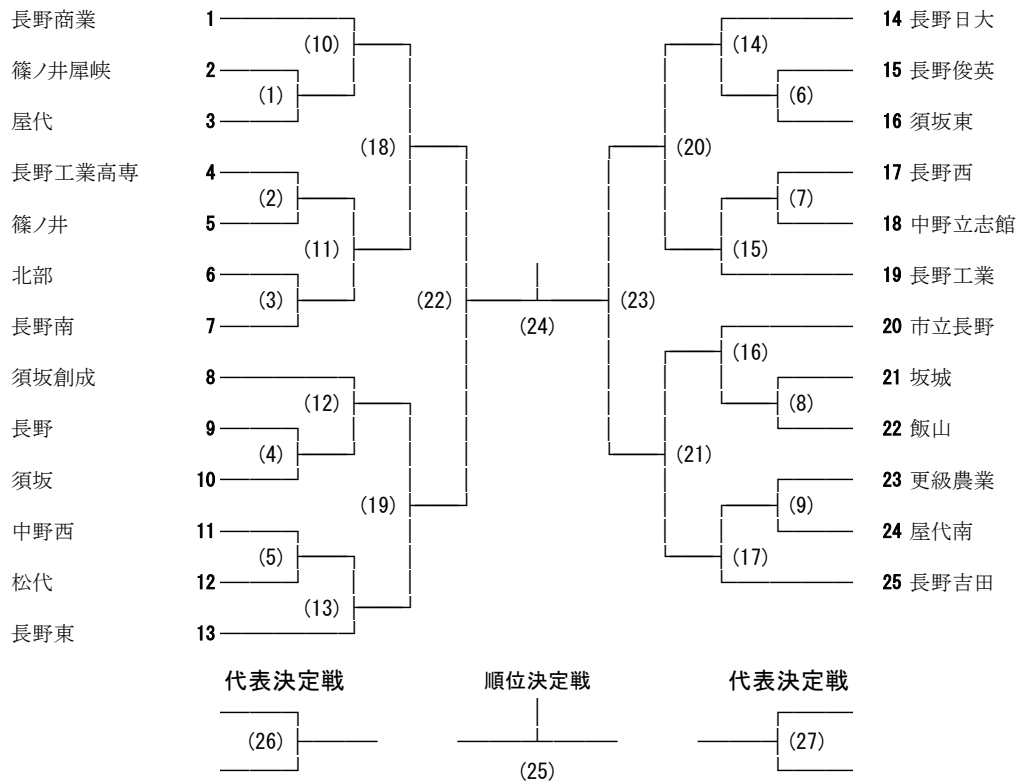 長野商業 1
(10)
篠ノ井犀峡 2
(1)
屋代 3
(18)
長野工業高専 4
(2)
篠ノ井 5
(11)
北部 6
(3)
長野南 7
(22)
須坂創成 8
(12)
長野 9
(4)
須坂 10
(19)
中野西 11
(5)
松代 12
(13)
長野東 13
(24)
14 長野日大
(14)
15 長野俊英
(6)
16 須坂東
(20)
17 長野西
(7)
18 中野立志館
(15)
19 長野工業
(23)
20 市立長野
(16)
21 坂城
(8)
22 飯山
(21)
23 更級農業
(9)
24 屋代南
(17)
25 長野吉田
代表決定戦
(26)
順位決定戦
(25)
代表決定戦
(27)